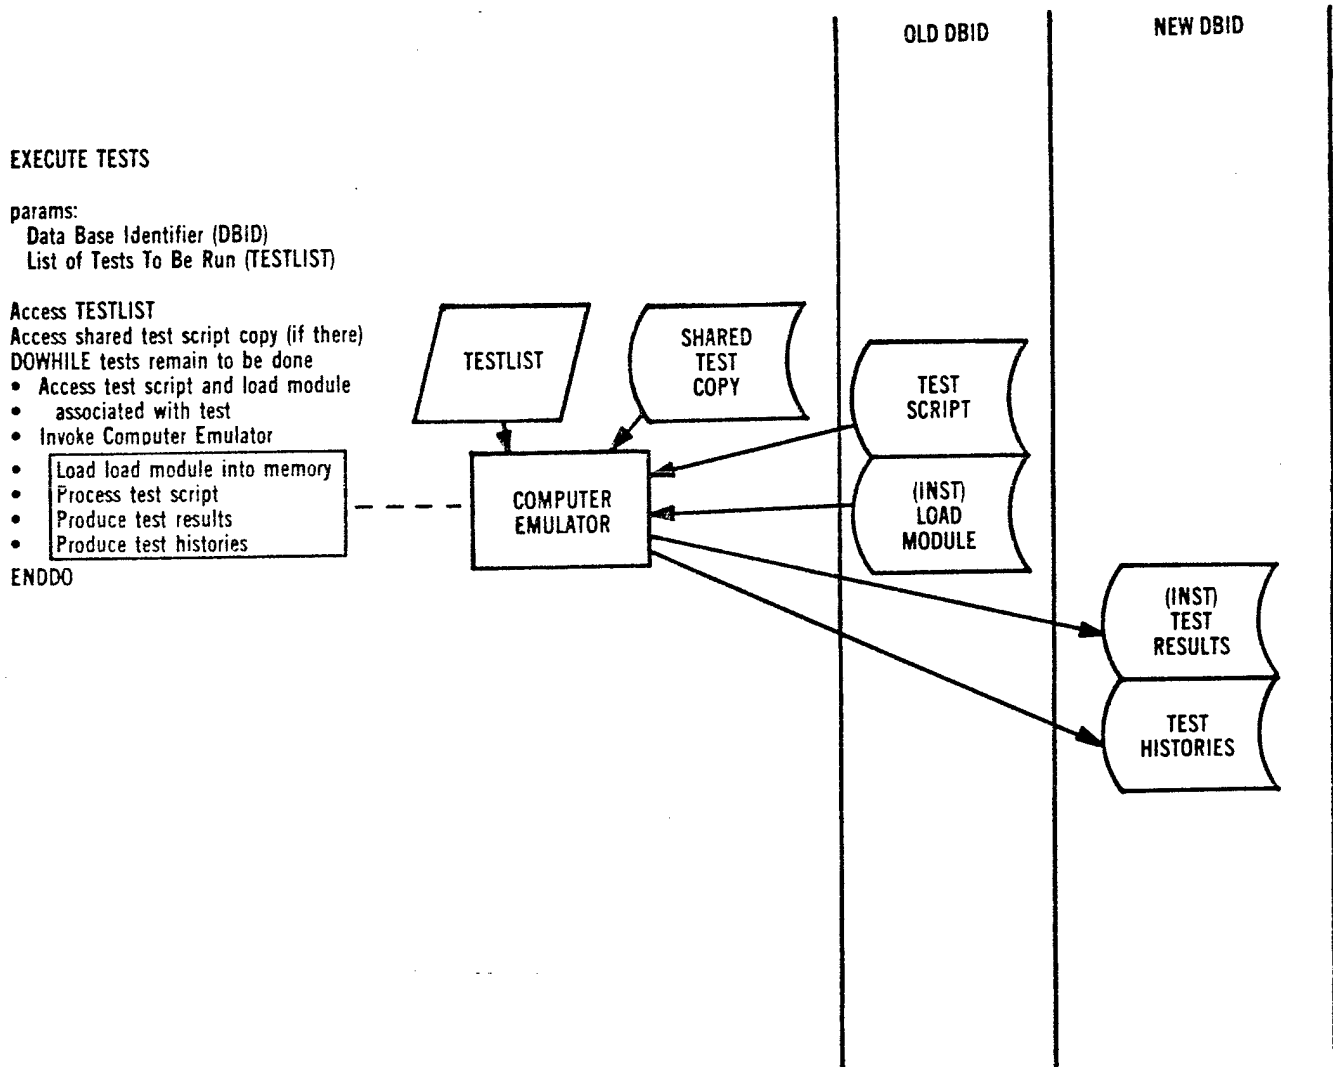 OLD DBID
NEW DBID
EXECUTE TESTS
params:
Data Base Identifier (DBID)
List of Tests To Be Run (TESTLIST)
Access TESTLIST
Access shared test script copy (if there)
DOWHILE tests remain to be done
• Access test script and load module
• associated with test
• Invoke Computer Emulator
• Load load module into memory
• Process test script
• Produce test results
• Produce test histories
ENDDO
TESTLIST
SHARED
TEST
COPY
TEST
SCRIPT
COMPUTER
EMULATOR
(INST)
LOAD
MODULE
(INST)
TEST
RESULTS
TEST
HISTORIES